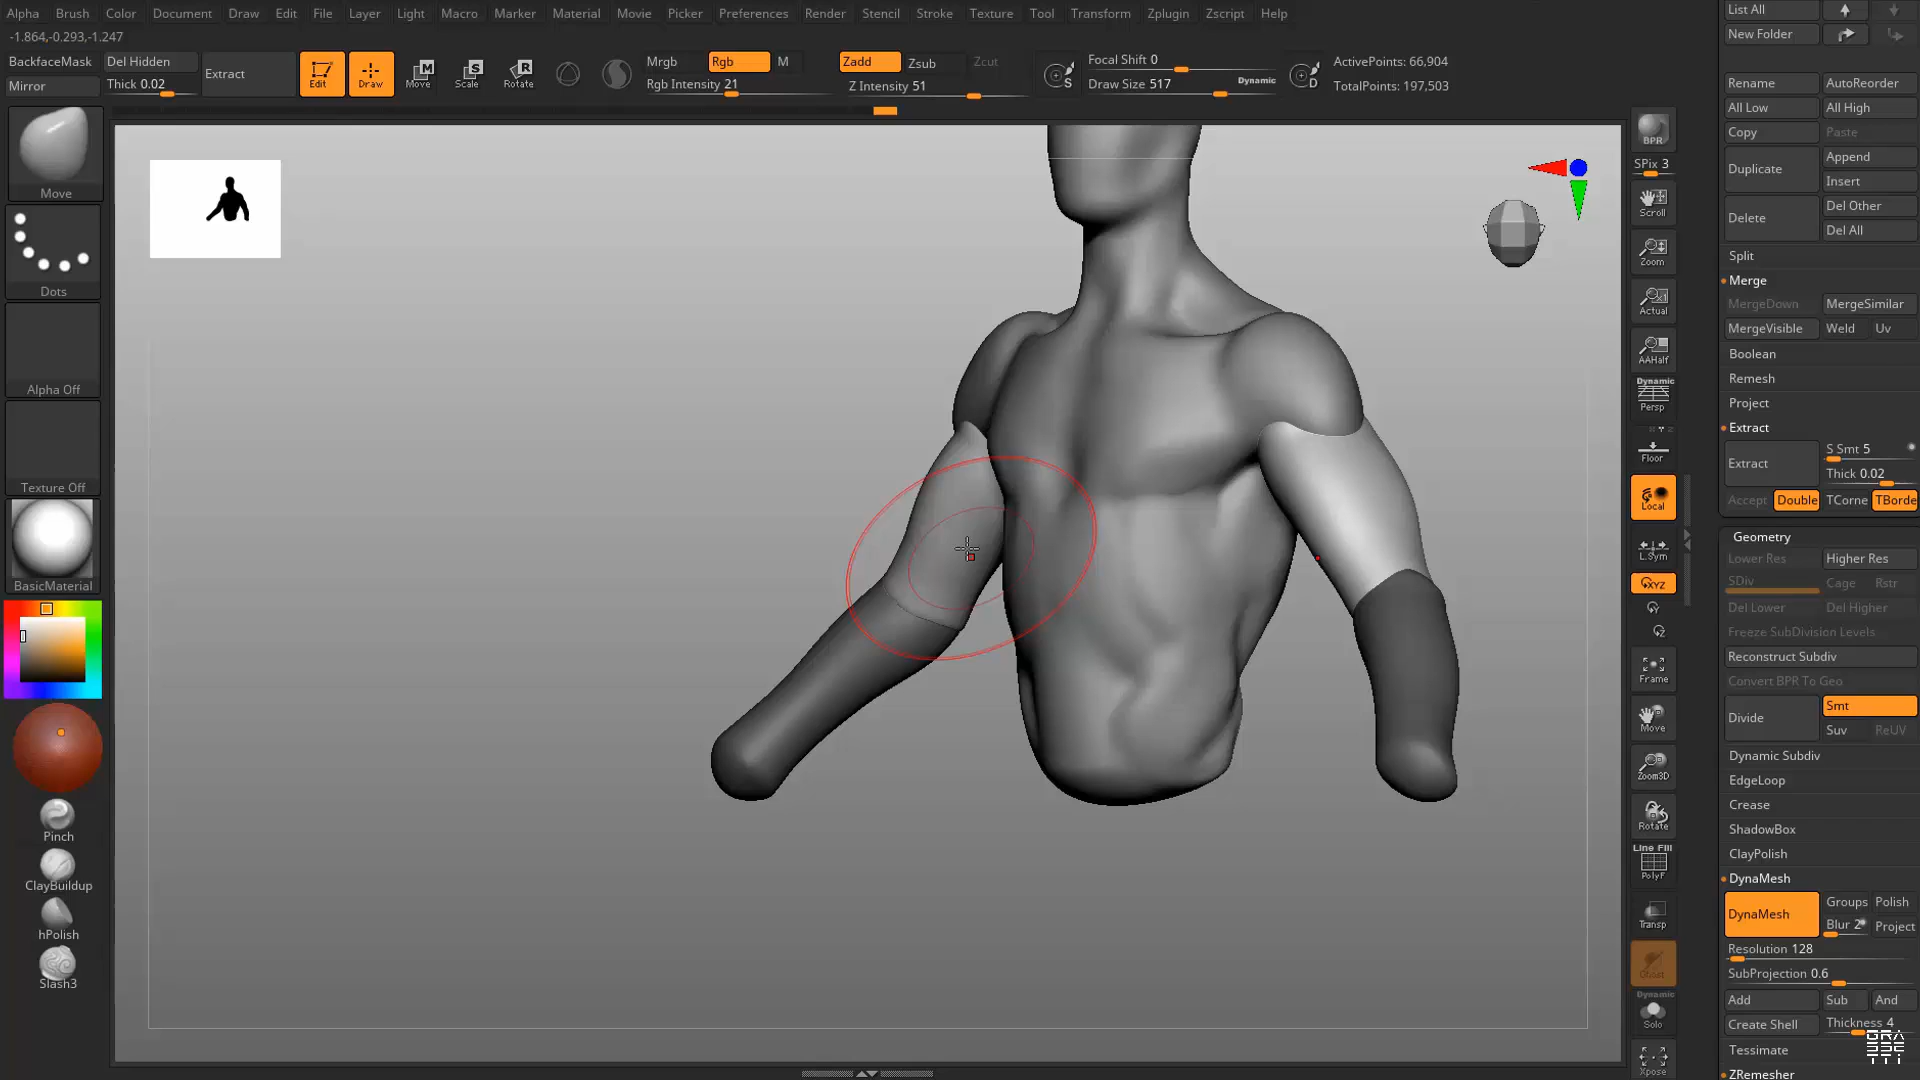 Alpha Brush Color Document Draw Edit File Layer Light Macro Marker Material Movie Picker Preferences Render Stencil Stroke Texture Tool Transform Zplugin Zscript Help
-1.864,-0.293,-1.247
BackfaceMask Del Hidden Extract Edit Draw Move Scale Rotate Mrgb Rgb M Zadd Zsub Zcut Focal Shift 0 ActivePoints: 66,904
Mirror Thick 0.02 Rgb Intensity 21 Z Intensity 51 S Draw Size 517 Dynamic D TotalPoints: 197,503
Move
Dots
Alpha Off
Texture Off
BasicMaterial
Pinch
ClayBuildup
hPolish
Slash3
BPR
SPix 3
Scroll
Zoom
Actual
AAHalf
Dynamic
Persp
Floor
Local
L.Sym
XYZ
Frame
Move
Zoom3D
Rotate
Line Fill
PolyF
Transp
Ghost
Dynamic
Solo
Xpose
List All
New Folder
Rename AutoReorder
All Low All High
Copy Paste
Duplicate Append
Insert
Delete Del Other
Del All
Split
Merge
MergeDown MergeSimilar
MergeVisible Weld Uv
Boolean
Remesh
Project
Extract
Extract S Smt 5
Thick 0.02
Accept Double TCorne TBorde
Geometry
Lower Res Higher Res
SDiv Cage Rstr
Del Lower Del Higher
Freeze SubDivision Levels
Reconstruct Subdiv
Convert BPR To Geo
Divide Smt
Suv ReUV
Dynamic Subdiv
EdgeLoop
Crease
ShadowBox
ClayPolish
DynaMesh
DynaMesh Groups Polish
Blur 2 Project
Resolution 128
SubProjection 0.6
Add Sub And
Create Shell Thickness 4
Tessimate
ZRemesher
GRA
SSE
TTI